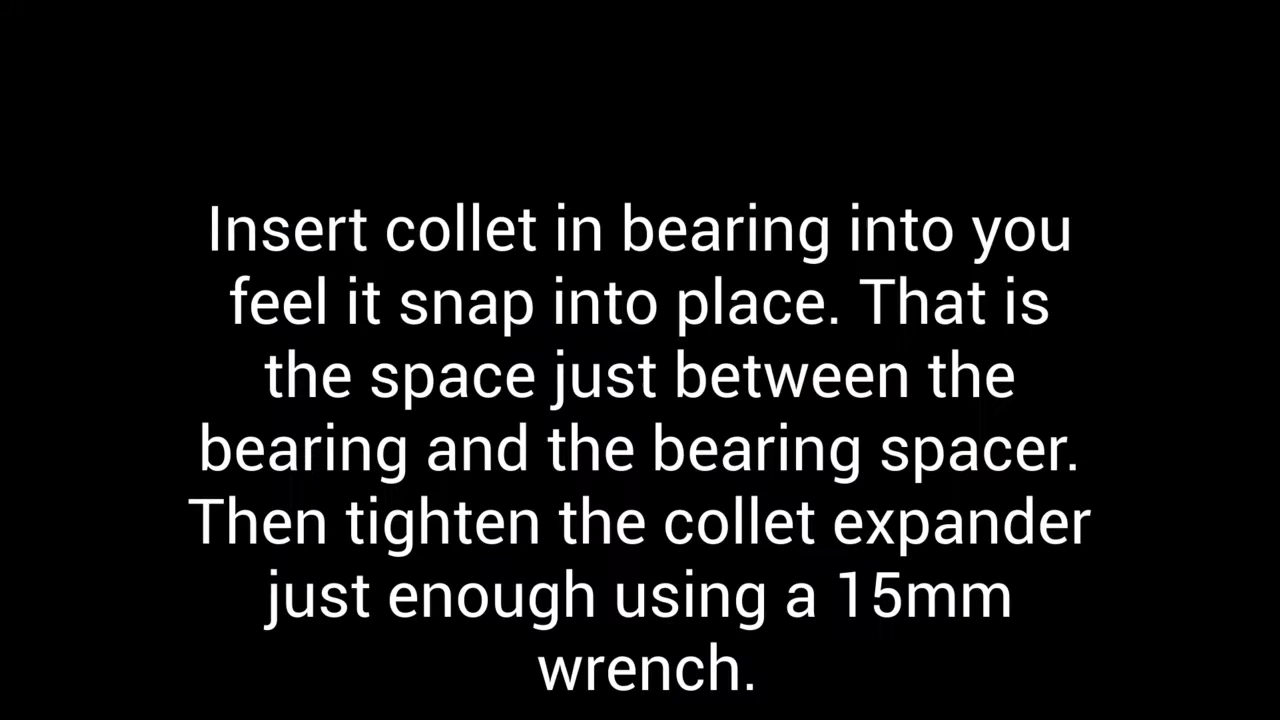 Insert collet in bearing into you
feel it snap into place. That is
the space just between the
bearing and the bearing spacer.
Then tighten the collet expander
just enough using a 15mm
wrench.